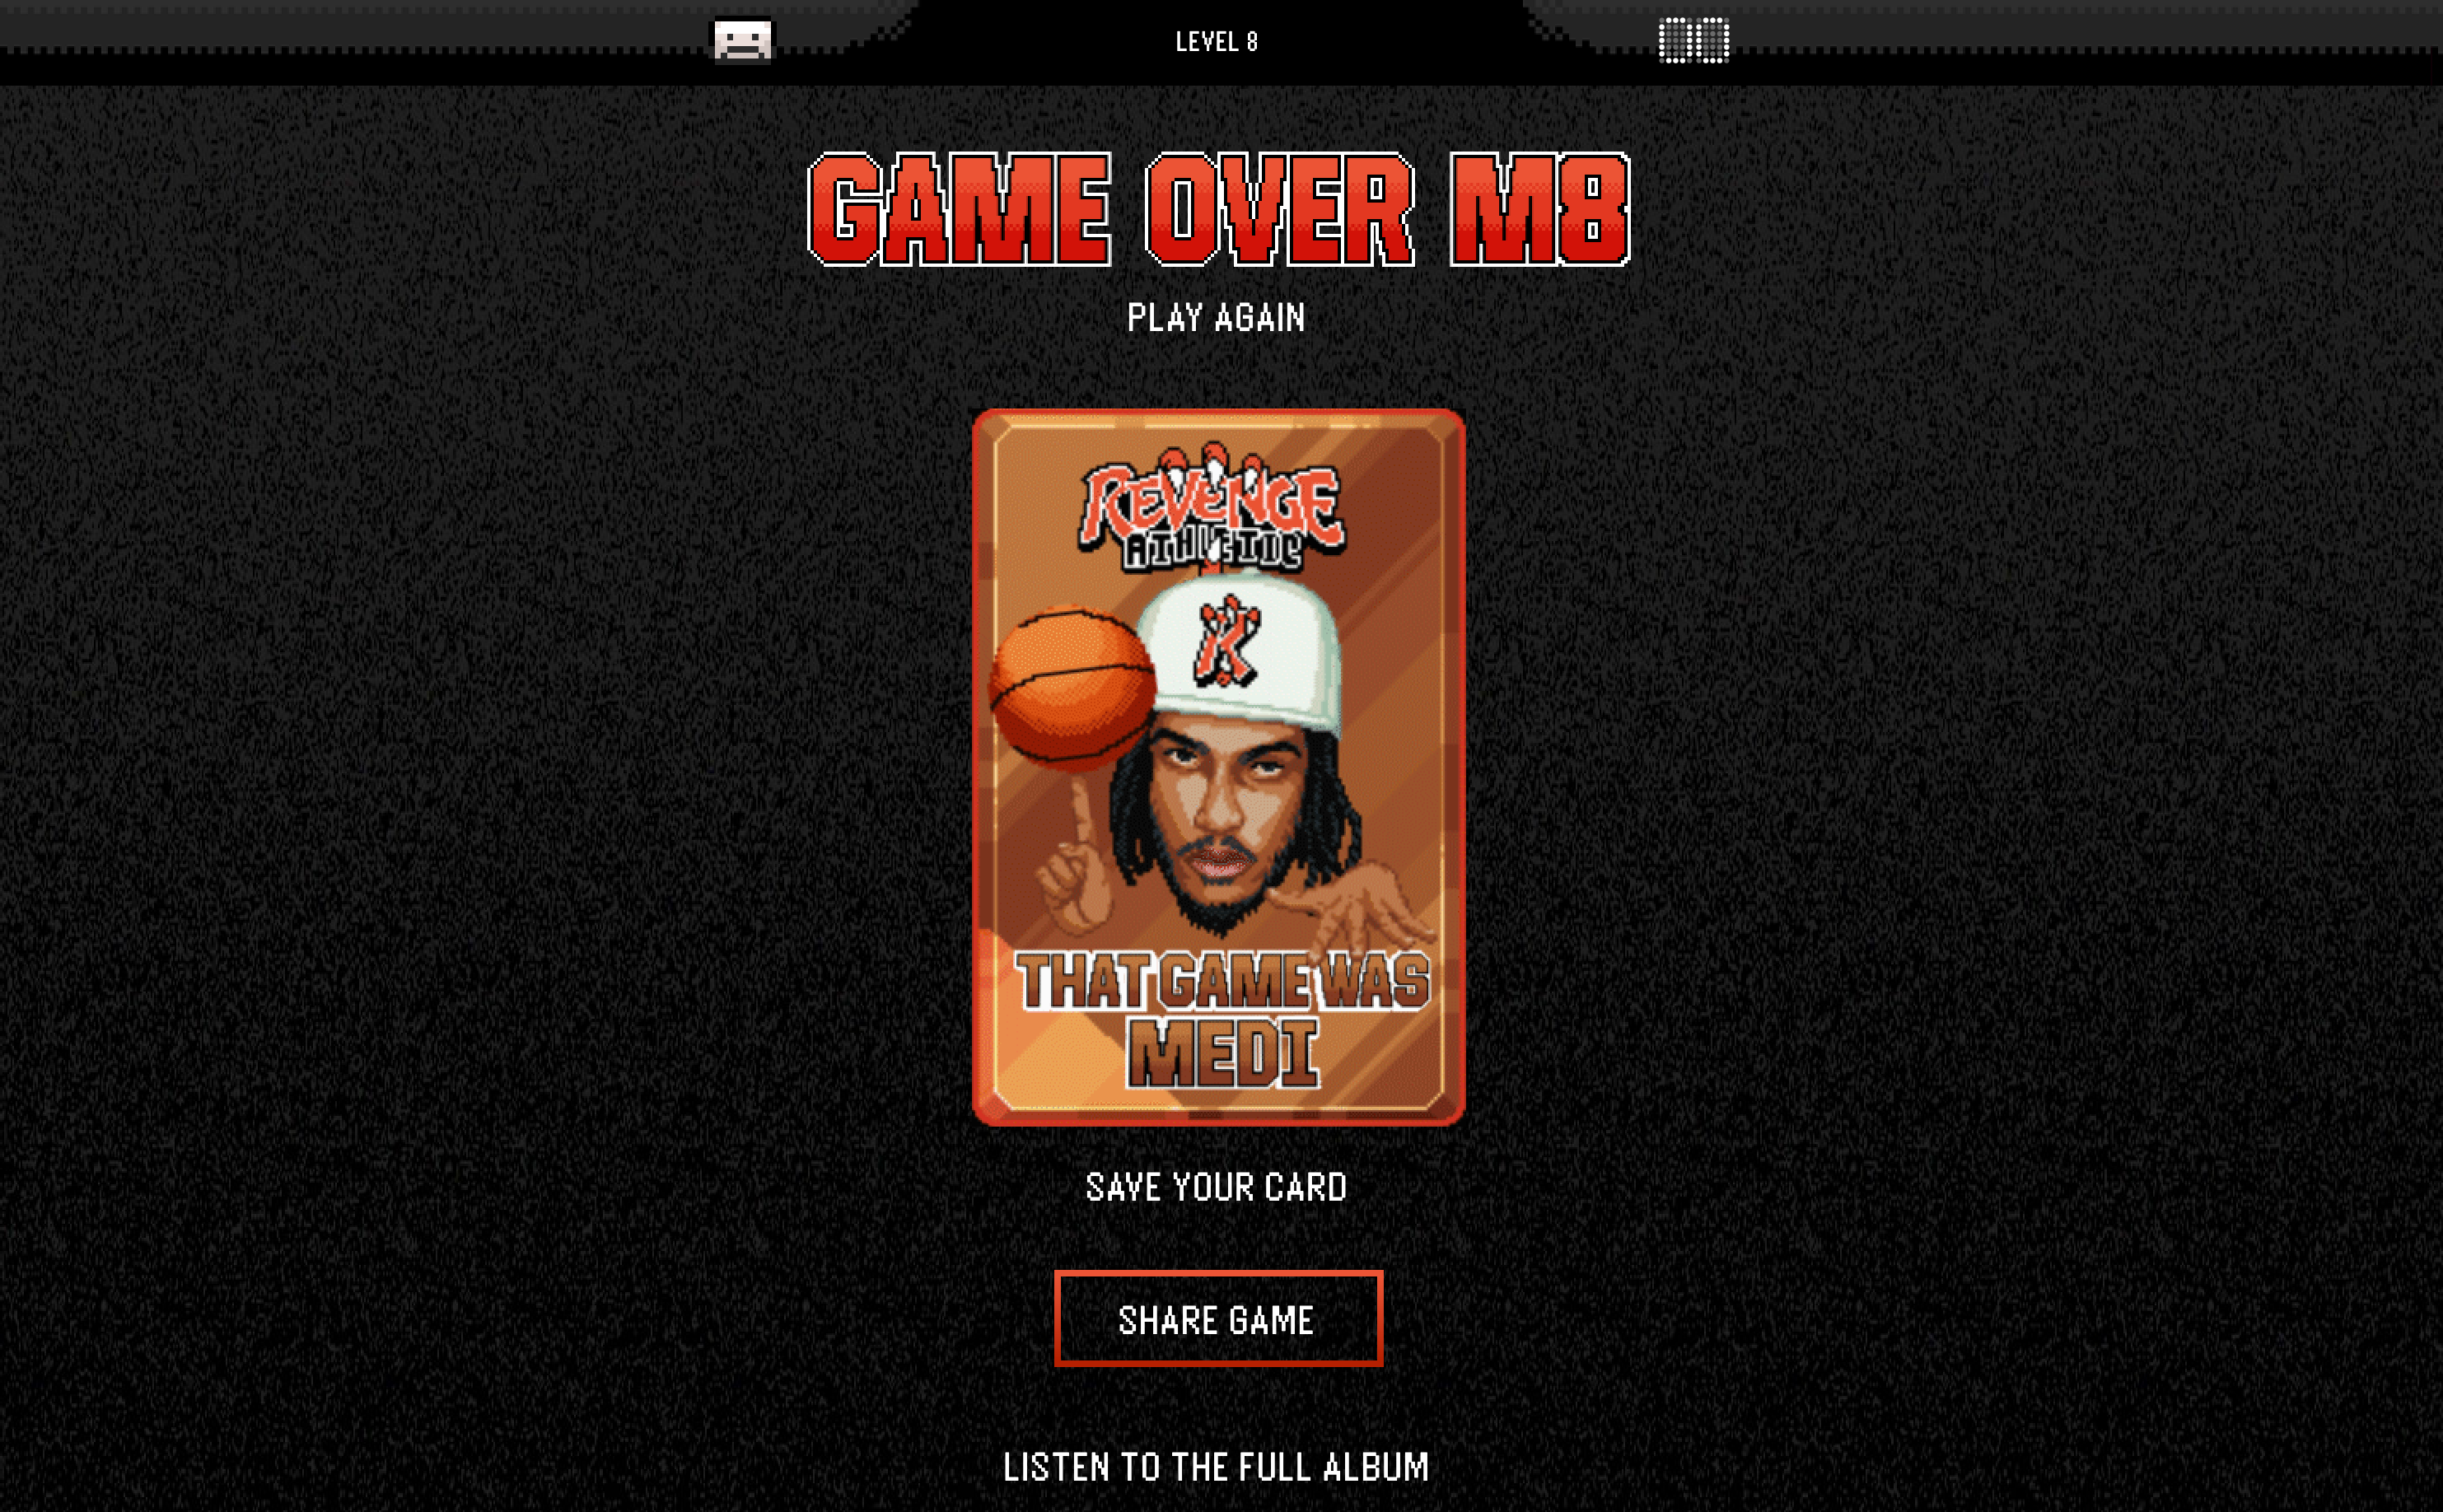 LEVEL 8
GAME OVER M8
PLAY AGAIN
REVENGE
ATHLETIC
K
THAT GAME WAS
MEDI
SAVE YOUR CARD
SHARE GAME
LISTEN TO THE FULL ALBUM